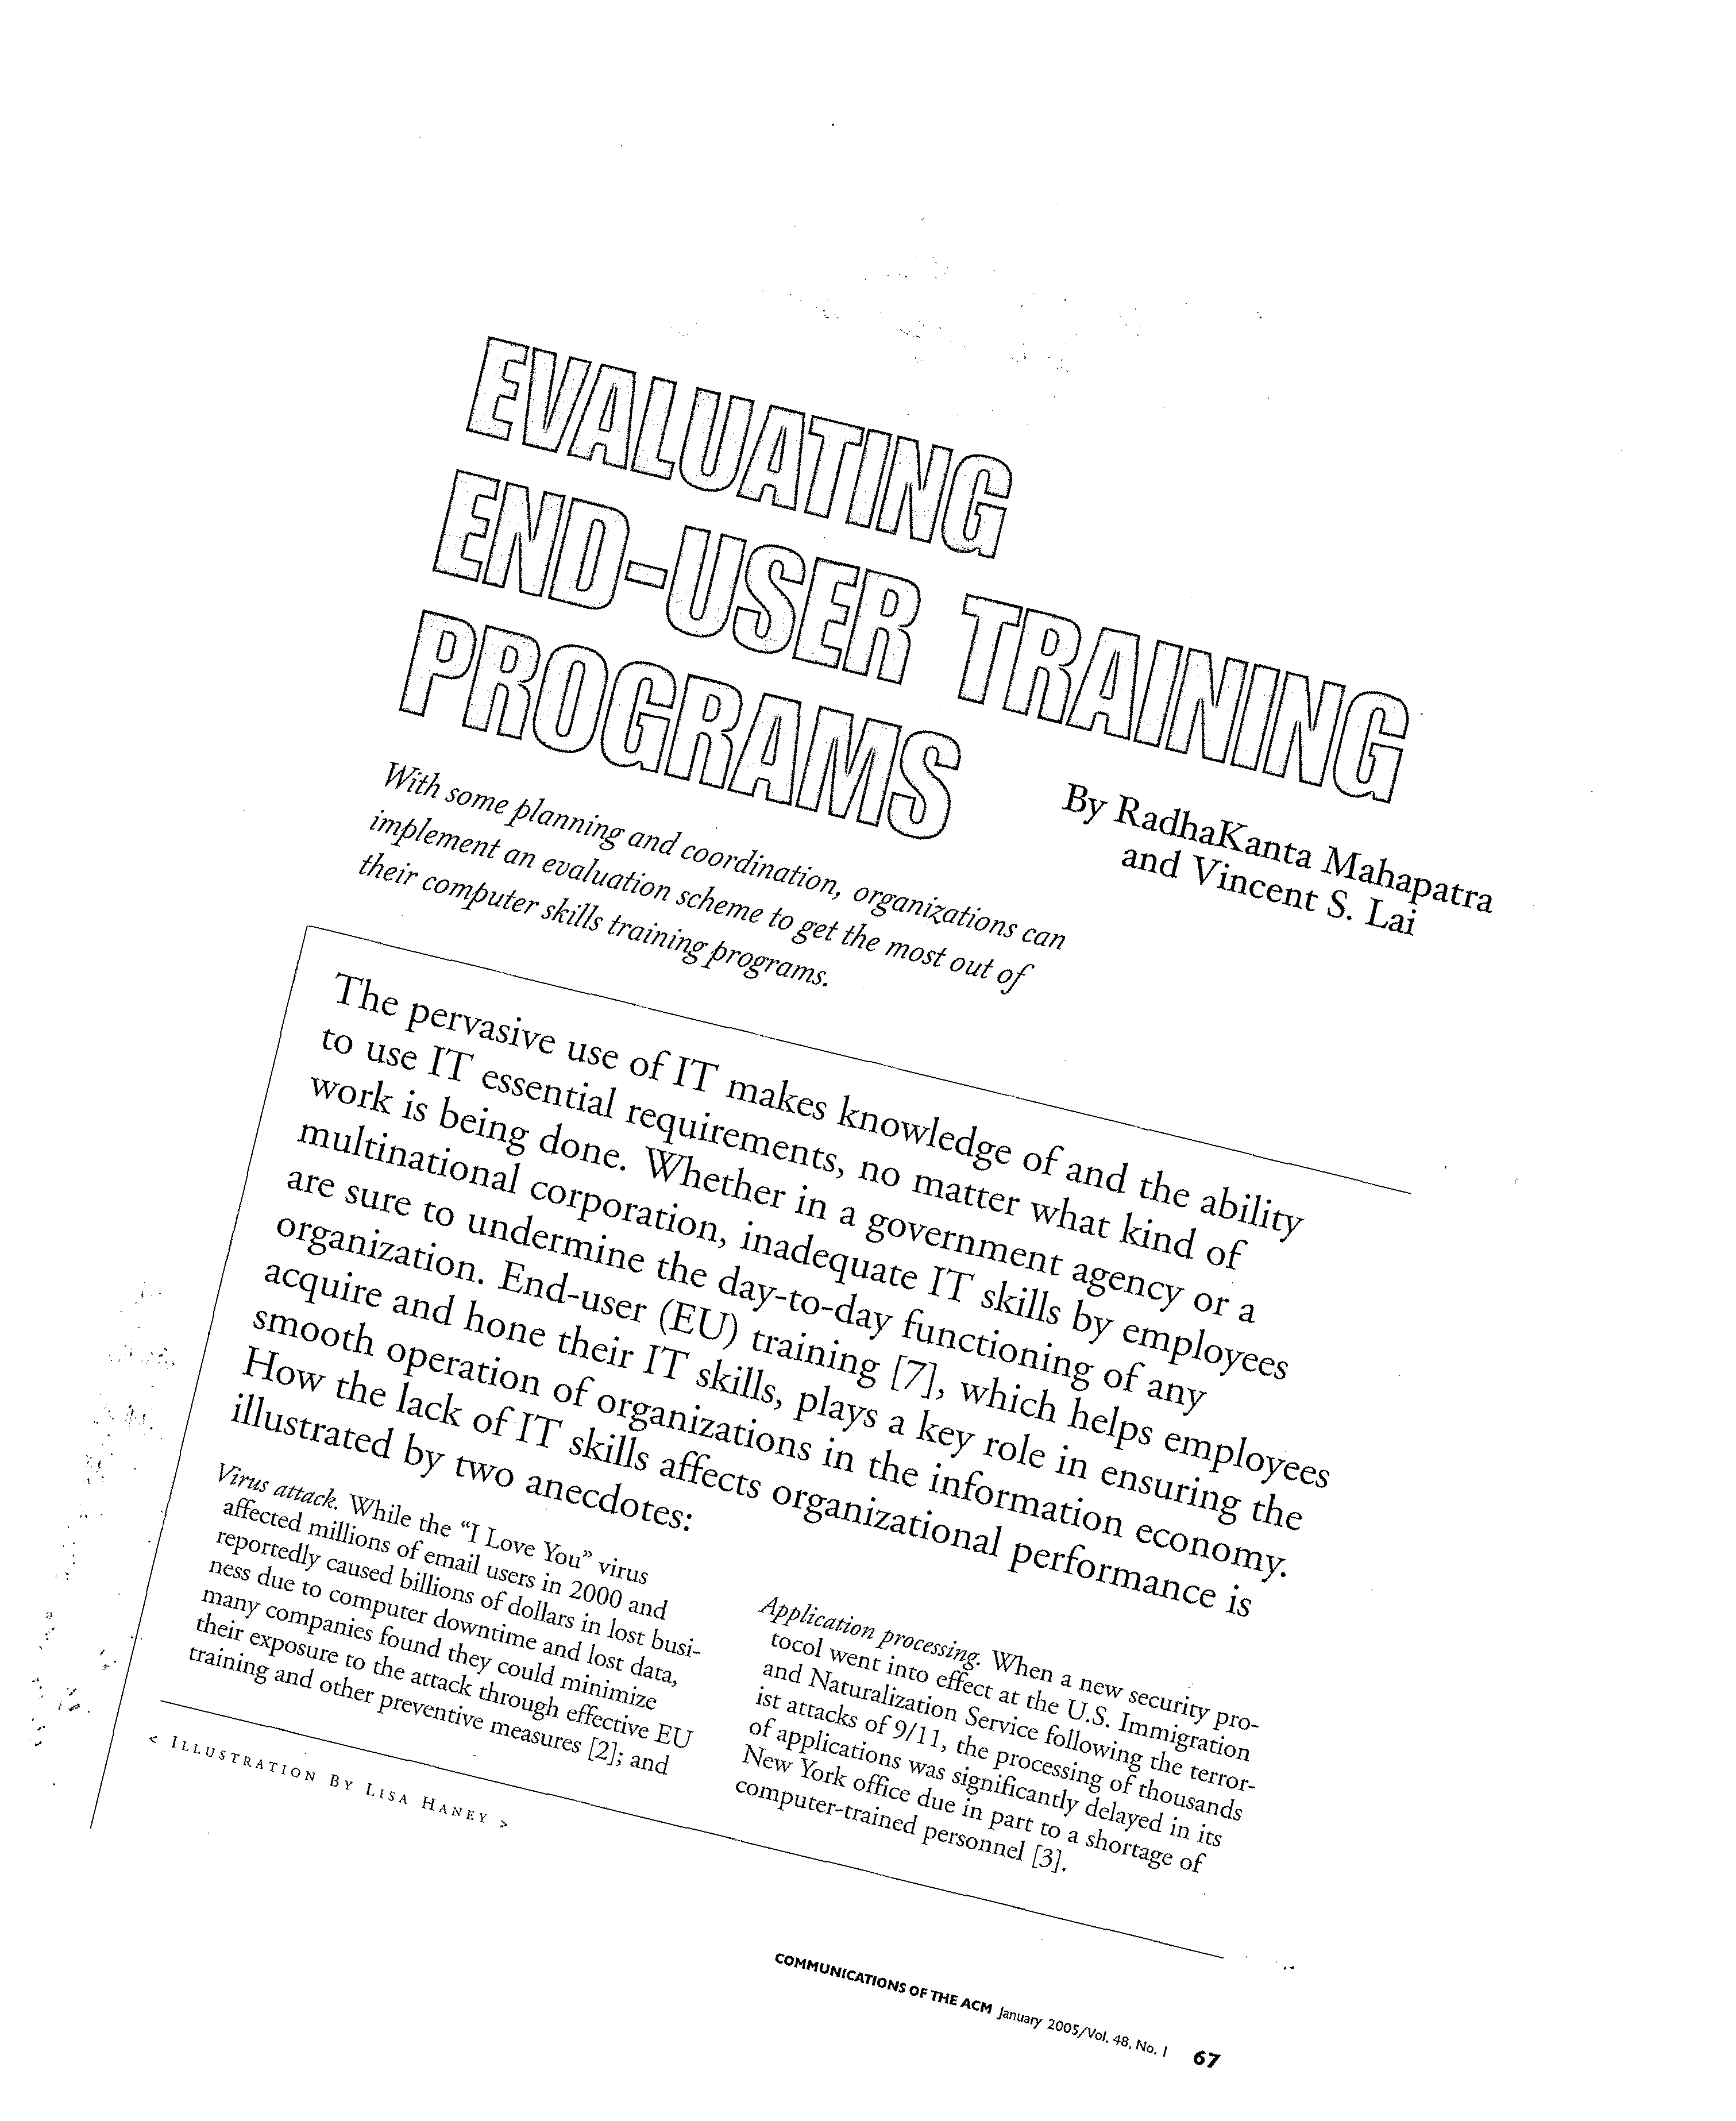 EVALUATING
END-USER TRAINING
PROGRAMS
By RadhaKanta Mahapatra
and Vincent S. Lai
With some planning and coordination, organizations can
implement an evaluation scheme to get the most out of
their computer skills training programs.
The pervasive use of IT makes knowledge of and the ability
to use IT essential requirements, no matter what kind of
work is being done. Whether in a government agency or a
multinational corporation, inadequate IT skills by employees
are sure to undermine the day-to-day functioning of any
organization. End-user (EU) training [7], which helps employees
acquire and hone their IT skills, plays a key role in ensuring the
smooth operation of organizations in the information economy.
How the lack of IT skills affects organizational performance is
illustrated by two anecdotes:
Virus attack. While the “I Love You” virus
affected millions of email users in 2000 and
reportedly caused billions of dollars in lost busi-
ness due to computer downtime and lost data,
many companies found they could minimize
their exposure to the attack through effective EU
training and other preventive measures [2]; and
Application processing. When a new security pro-
tocol went into effect at the U.S. Immigration
and Naturalization Service following the terror-
ist attacks of 9/11, the processing of thousands
of applications was significantly delayed in its
New York office due in part to a shortage of
computer-trained personnel [3].
< ILLUSTRATION BY LISA HANEY >
COMMUNICATIONS OF THE ACM January 2005/Vol. 48, No. 1 67